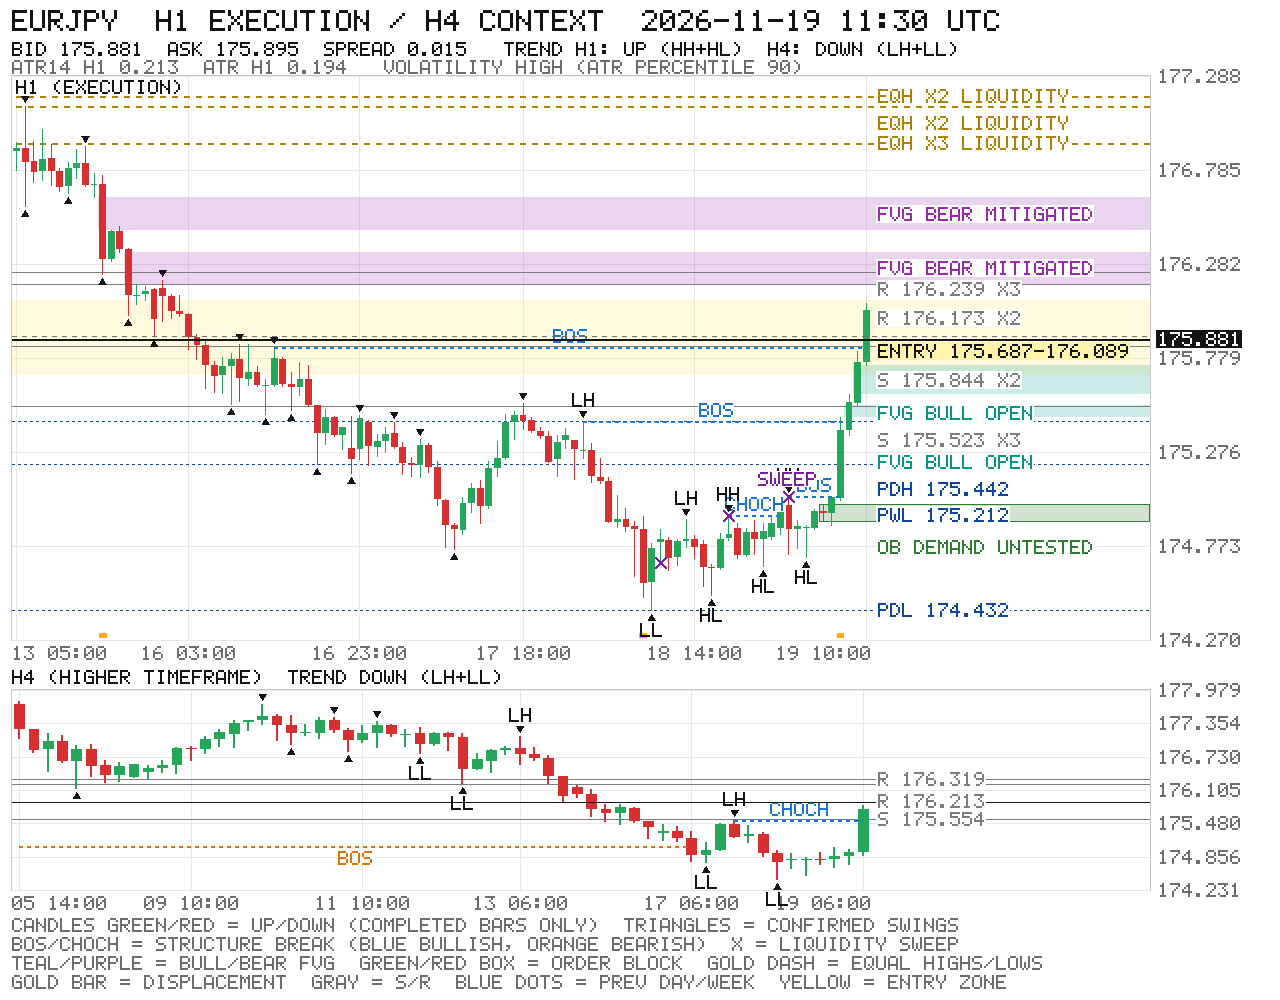 EURJPY  H1 EXECUTION / H4 CONTEXT  2026-11-19 11:30 UTC
BID 175.881  ASK 175.895  SPREAD 0.015  TREND H1: UP (HH+HL)  H4: DOWN (LH+LL)
ATR14 H1 0.213  ATR H1 0.194  VOLATILITY HIGH (ATR PERCENTILE 90)
H1 (EXECUTION)
177.288
EQH X2 LIQUIDITY
EQH X2 LIQUIDITY
EQH X3 LIQUIDITY
176.785
FVG BEAR MITIGATED
FVG BEAR MITIGATED
176.282
R 176.239 X3
R 176.173 X2
BOS
175.881
ENTRY 175.687-176.089
175.779
S 175.844 X2
LH
BOS
FVG BULL OPEN
S 175.523 X3
175.276
FVG BULL OPEN
SWEEP
BOS
PDH 175.442
LH
HH
CHOCH
PWL 175.212
OB DEMAND UNTESTED
174.773
HL
HL
HL
LL
PDL 174.432
174.270
13 05:00  16 03:00  16 23:00  17 18:00  18 14:00  19 10:00
H4 (HIGHER TIMEFRAME)  TREND DOWN (LH+LL)
177.979
LH
177.354
176.730
LL
R 176.319
176.105
LL
LH
R 176.213
CHOCH
S 175.554
175.480
BOS
174.856
LL
LL
174.231
05 14:00  09 10:00  11 10:00  13 06:00  17 06:00  19 06:00
CANDLES GREEN/RED = UP/DOWN (COMPLETED BARS ONLY)  TRIANGLES = CONFIRMED SWINGS
BOS/CHOCH = STRUCTURE BREAK (BLUE BULLISH, ORANGE BEARISH)  X = LIQUIDITY SWEEP
TEAL/PURPLE = BULL/BEAR FVG  GREEN/RED BOX = ORDER BLOCK  GOLD DASH = EQUAL HIGHS/LOWS
GOLD BAR = DISPLACEMENT  GRAY = S/R  BLUE DOTS = PREV DAY/WEEK  YELLOW = ENTRY ZONE